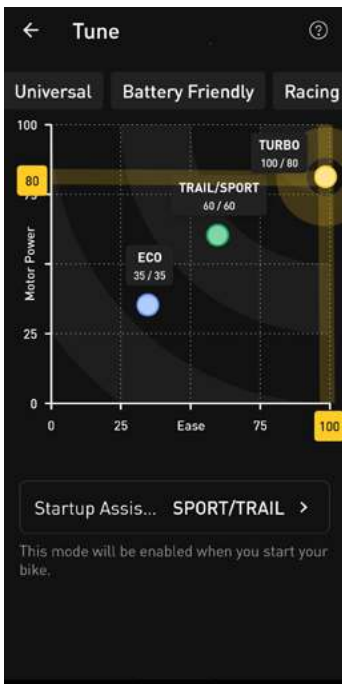 Tune
Universal Battery Friendly Racing
100
TURBO
100 / 80
80
TRAIL/SPORT
60 / 60
Motor Power
ECO
35 / 35
25
0
0 25 Ease 75 100
Startup Assis... SPORT/TRAIL
This mode will be enabled when you start your
bike.